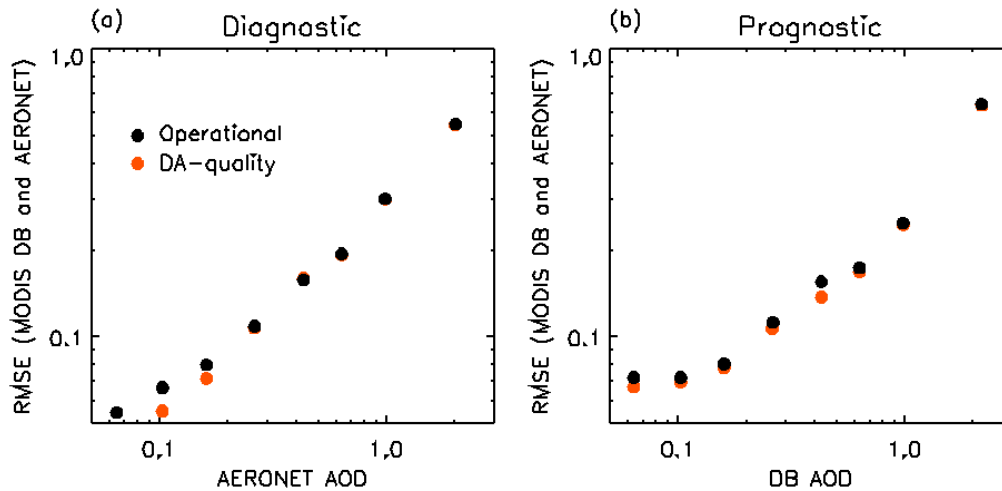 (a) Diagnostic
1.0
0.1
RMSE (MODIS DB and AERONET)
Operational
DA-quality
0.1 1.0
AERONET AOD
(b) Prognostic
1.0
0.1
RMSE (MODIS DB and AERONET)
0.1 1.0
DB AOD